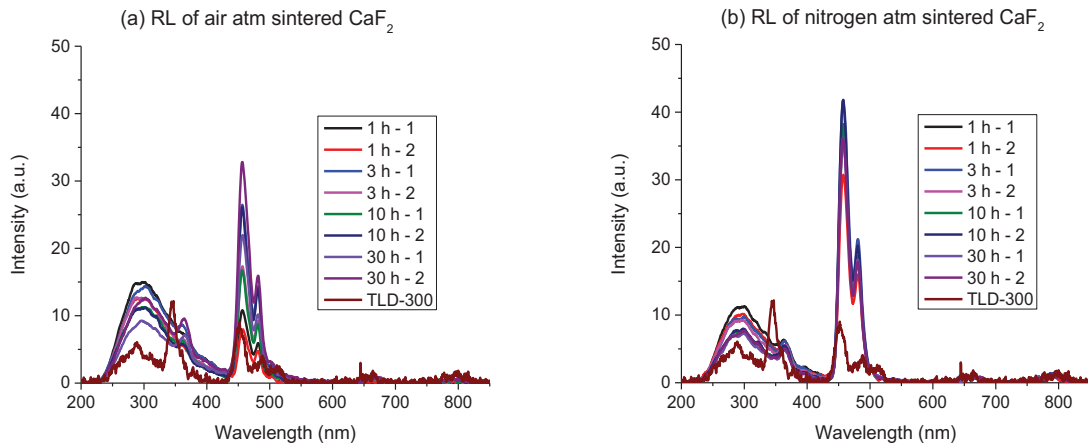 (a) RL of air atm sintered CaF₂
50
40
30
20
10
0
Intensity (a.u.)
200 300 400 500 600 700 800
Wavelength (nm)
1 h - 1
1 h - 2
3 h - 1
3 h - 2
10 h - 1
10 h - 2
30 h - 1
30 h - 2
TLD-300
(b) RL of nitrogen atm sintered CaF₂
50
40
30
20
10
0
Intensity (a.u.)
200 300 400 500 600 700 800
Wavelength (nm)
1 h - 1
1 h - 2
3 h - 1
3 h - 2
10 h - 1
10 h - 2
30 h - 1
30 h - 2
TLD-300